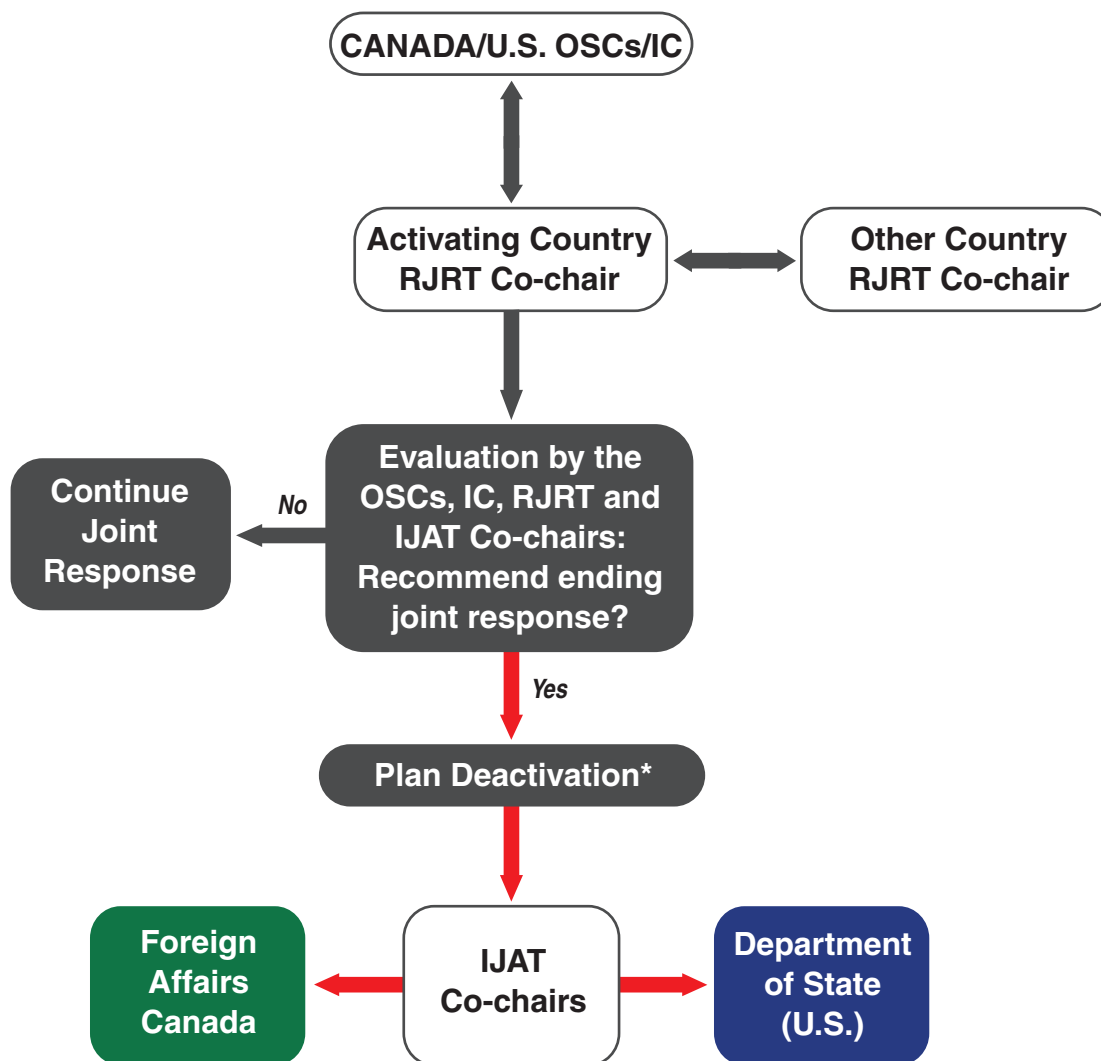 CANADA/U.S. OSCs/IC
Activating Country
RJRT Co-chair
Other Country
RJRT Co-chair
Evaluation by the
OSCs, IC, RJRT and
IJAT Co-chairs:
Recommend ending
joint response?
No
Continue
Joint
Response
Yes
Plan Deactivation*
Foreign
Affairs
Canada
IJAT
Co-chairs
Department
of State
(U.S.)